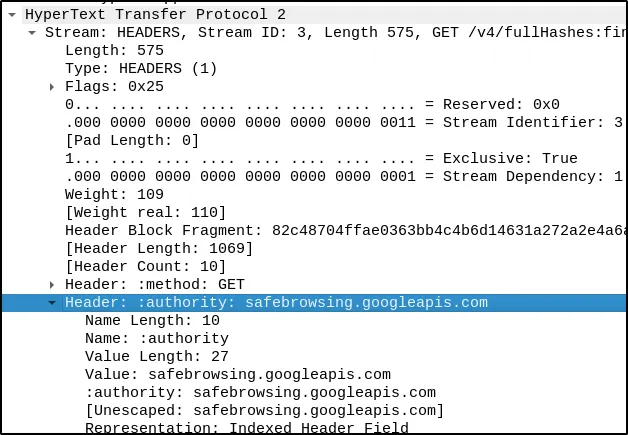 HyperText Transfer Protocol 2
Stream: HEADERS, Stream ID: 3, Length 575, GET /v4/fullHashes:fin
Length: 575
Type: HEADERS (1)
Flags: 0x25
0... .... .... .... .... .... .... .... = Reserved: 0x0
.000 0000 0000 0000 0000 0000 0000 0011 = Stream Identifier: 3
[Pad Length: 0]
1... .... .... .... .... .... .... .... = Exclusive: True
.000 0000 0000 0000 0000 0000 0000 0001 = Stream Dependency: 1
Weight: 109
[Weight real: 110]
Header Block Fragment: 82c48704ffae0363bb4c4b6d14631a272a2e4a6a
[Header Length: 1069]
[Header Count: 10]
Header: :method: GET
Header: :authority: safebrowsing.googleapis.com
Name Length: 10
Name: :authority
Value Length: 27
Value: safebrowsing.googleapis.com
:authority: safebrowsing.googleapis.com
[Unescaped: safebrowsing.googleapis.com]
Representation: Indexed Header Field